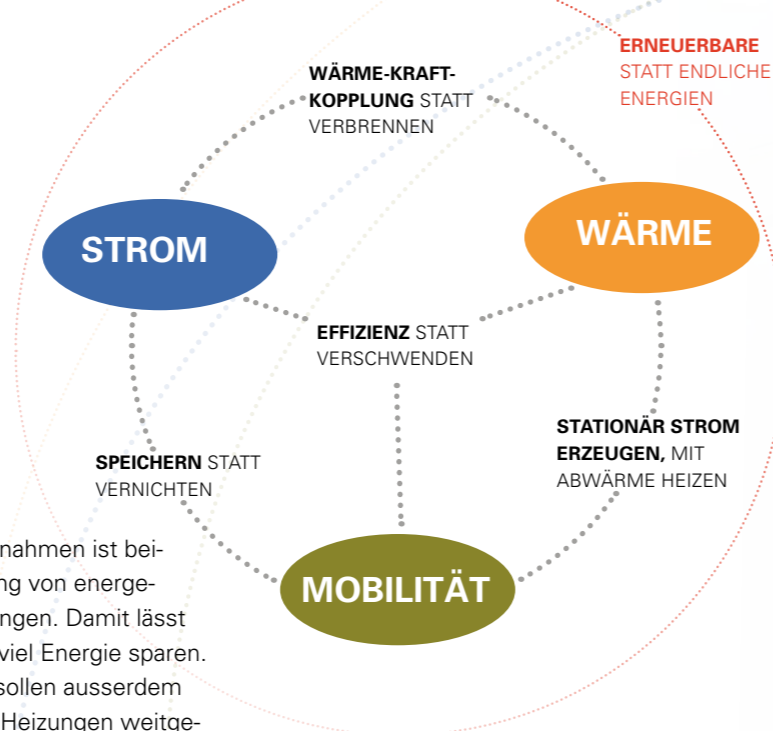 ERNEUERBARE
STATT ENDLICHE
ENERGIEN
WÄRME-KRAFT-
KOPPLUNG STATT
VERBRENNEN
STROM
WÄRME
EFFIZIENZ STATT
VERSCHWENDEN
STATIONÄR STROM
ERZEUGEN, MIT
ABWÄRME HEIZEN
SPEICHERN STATT
VERNICHTEN
MOBILITÄT
nahmen ist bei-
ng von energe-
ngen. Damit lässt
viel Energie sparen.
sollen ausserdem
Heizungen weitge-